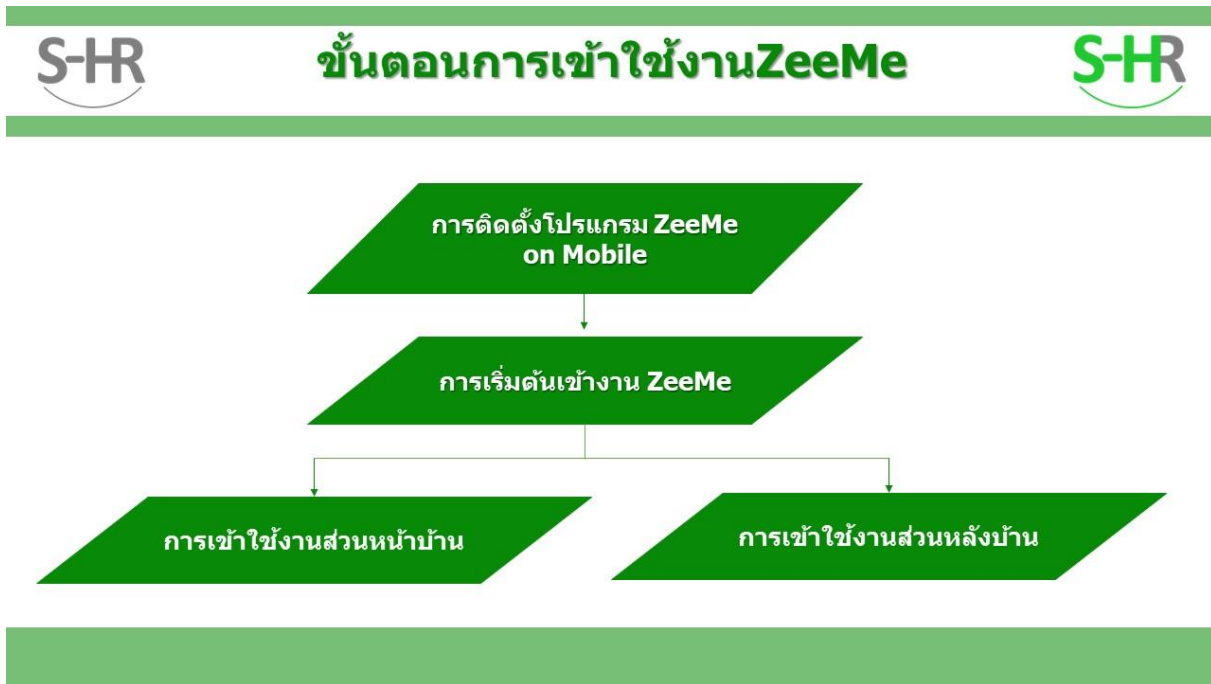 S-HR
ขั้นตอนการเข้าใช้งานZeeMe
S-HR
การติดตั้งโปรแกรม ZeeMe
on Mobile
การเริ่มต้นเข้างาน ZeeMe
การเข้าใช้งานส่วนหน้าบ้าน
การเข้าใช้งานส่วนหลังบ้าน